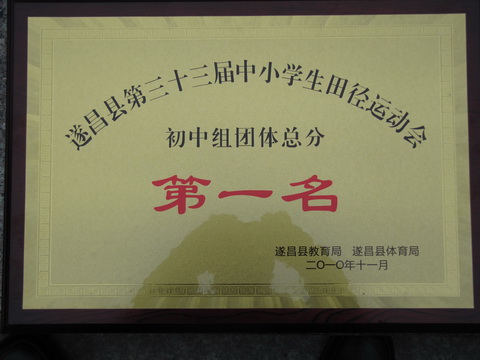 遂昌县第三十三届中小学生田径运动会
初中组团体总分
第一名
遂昌县教育局 遂昌县体育局
二〇一〇年十一月